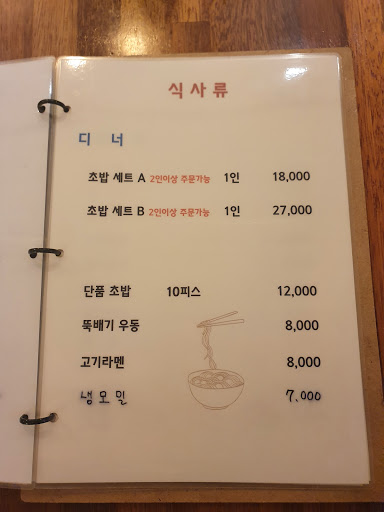 식사류
디 너
초밥 세트 A 2인이상 주문가능 1인 18,000
초밥 세트 B 2인이상 주문가능 1인 27,000
단품 초밥 10피스 12,000
뚝배기 우동 8,000
고기라멘 8,000
냉모밀 7.000